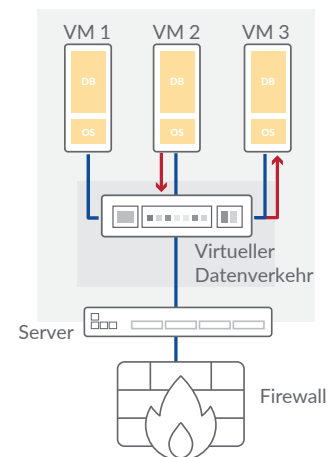 VM 1 VM 2 VM 3
DB DB DB
OS OS OS
Virtueller
Datenverkehr
Server
Firewall